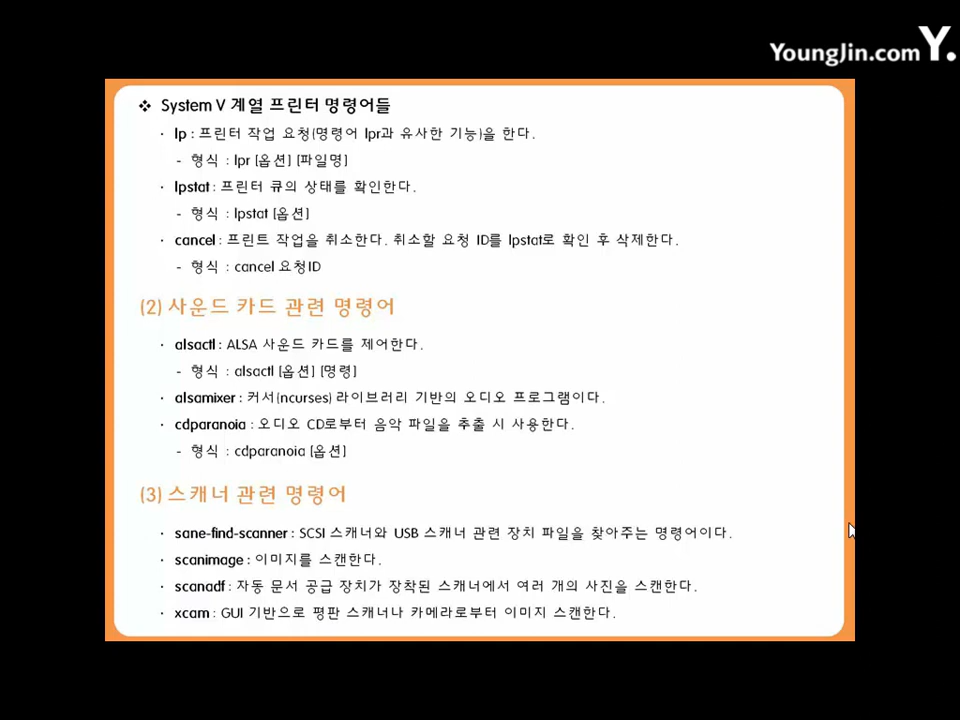 YoungJin.com Y.
❖ System V 계열 프린터 명령어들
· lp : 프린터 작업 요청(명령어 lpr과 유사한 기능)을 한다.
- 형식 : lpr [옵션] [파일명]
· lpstat : 프린터 큐의 상태를 확인한다.
- 형식 : lpstat [옵션]
· cancel : 프린트 작업을 취소한다. 취소할 요청 ID를 lpstat로 확인 후 삭제한다.
- 형식 : cancel 요청ID
(2) 사운드 카드 관련 명령어
· alsactl : ALSA 사운드 카드를 제어한다.
- 형식 : alsactl [옵션] [명령]
· alsamixer : 커서(ncurses) 라이브러리 기반의 오디오 프로그램이다.
· cdparanoia : 오디오 CD로부터 음악 파일을 추출 시 사용한다.
- 형식 : cdparanoia [옵션]
(3) 스캐너 관련 명령어
· sane-find-scanner : SCSI 스캐너와 USB 스캐너 관련 장치 파일을 찾아주는 명령어이다.
· scanimage : 이미지를 스캔한다.
· scanadf : 자동 문서 공급 장치가 장착된 스캐너에서 여러 개의 사진을 스캔한다.
· xcam : GUI 기반으로 평판 스캐너나 카메라로부터 이미지 스캔한다.